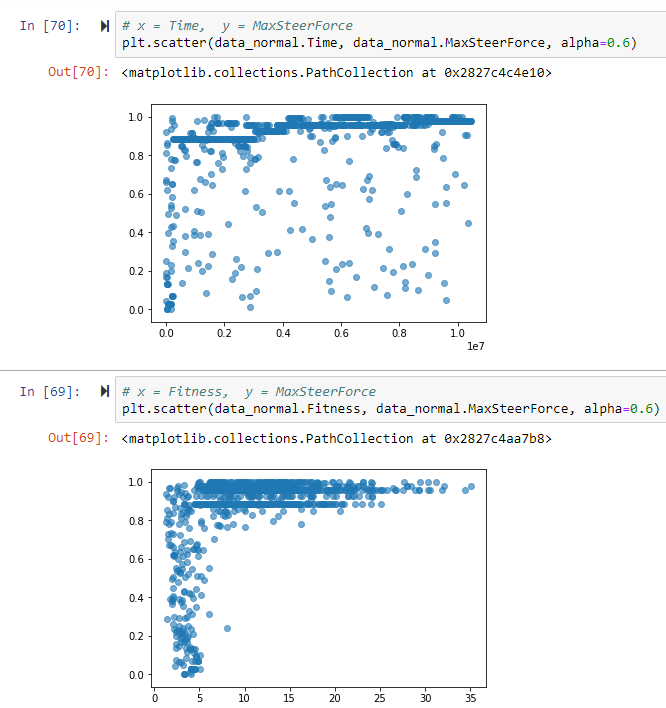 In [70]:
# x = Time,  y = MaxSteerForce
plt.scatter(data_normal.Time, data_normal.MaxSteerForce, alpha=0.6)
Out[70]: <matplotlib.collections.PathCollection at 0x2827c4c4e10>
1.0
0.8
0.6
0.4
0.2
0.0
0.0 0.2 0.4 0.6 0.8 1.0
1e7
In [69]:
# x = Fitness,  y = MaxSteerForce
plt.scatter(data_normal.Fitness, data_normal.MaxSteerForce, alpha=0.6)
Out[69]: <matplotlib.collections.PathCollection at 0x2827c4aa7b8>
1.0
0.8
0.6
0.4
0.2
0.0
0 5 10 15 20 25 30 35